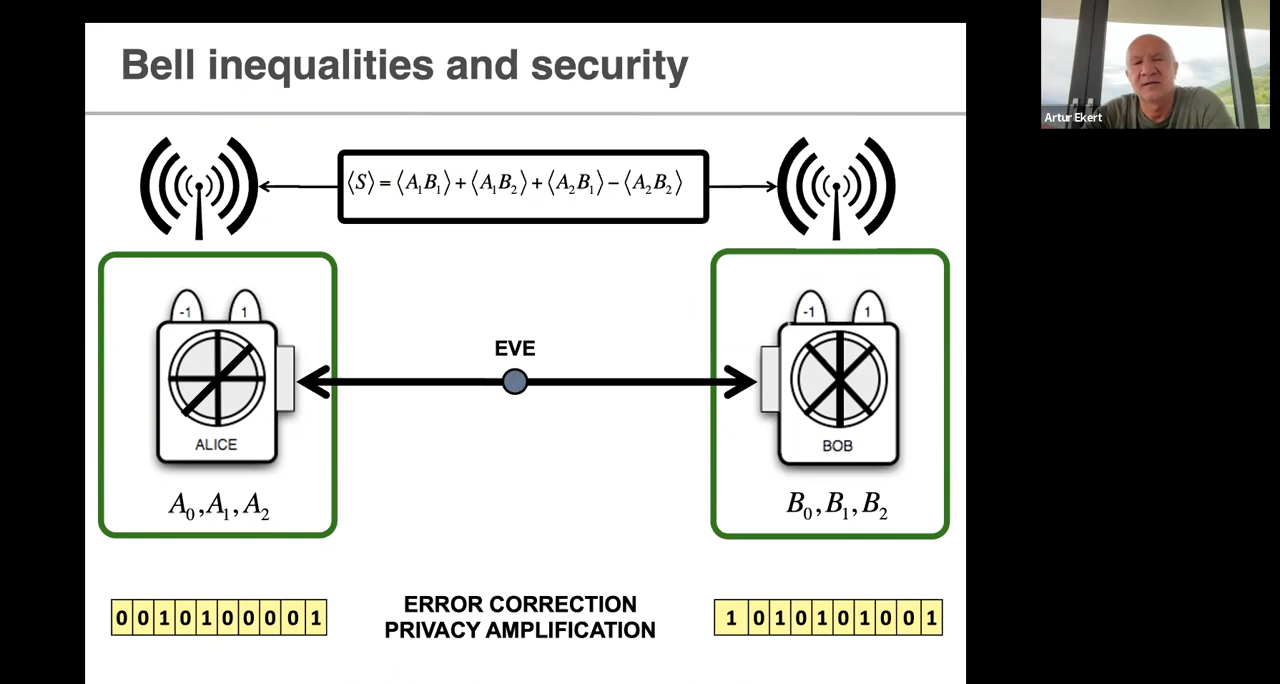 Bell inequalities and security
Artur Ekert
⟨S⟩ = ⟨A₁B₁⟩ + ⟨A₁B₂⟩ + ⟨A₂B₁⟩ − ⟨A₂B₂⟩
-1 1
-1 1
EVE
ALICE
BOB
A₀, A₁, A₂
B₀, B₁, B₂
0 0 1 0 1 0 0 0 0 1
ERROR CORRECTION
PRIVACY AMPLIFICATION
1 0 1 0 1 0 1 0 0 1